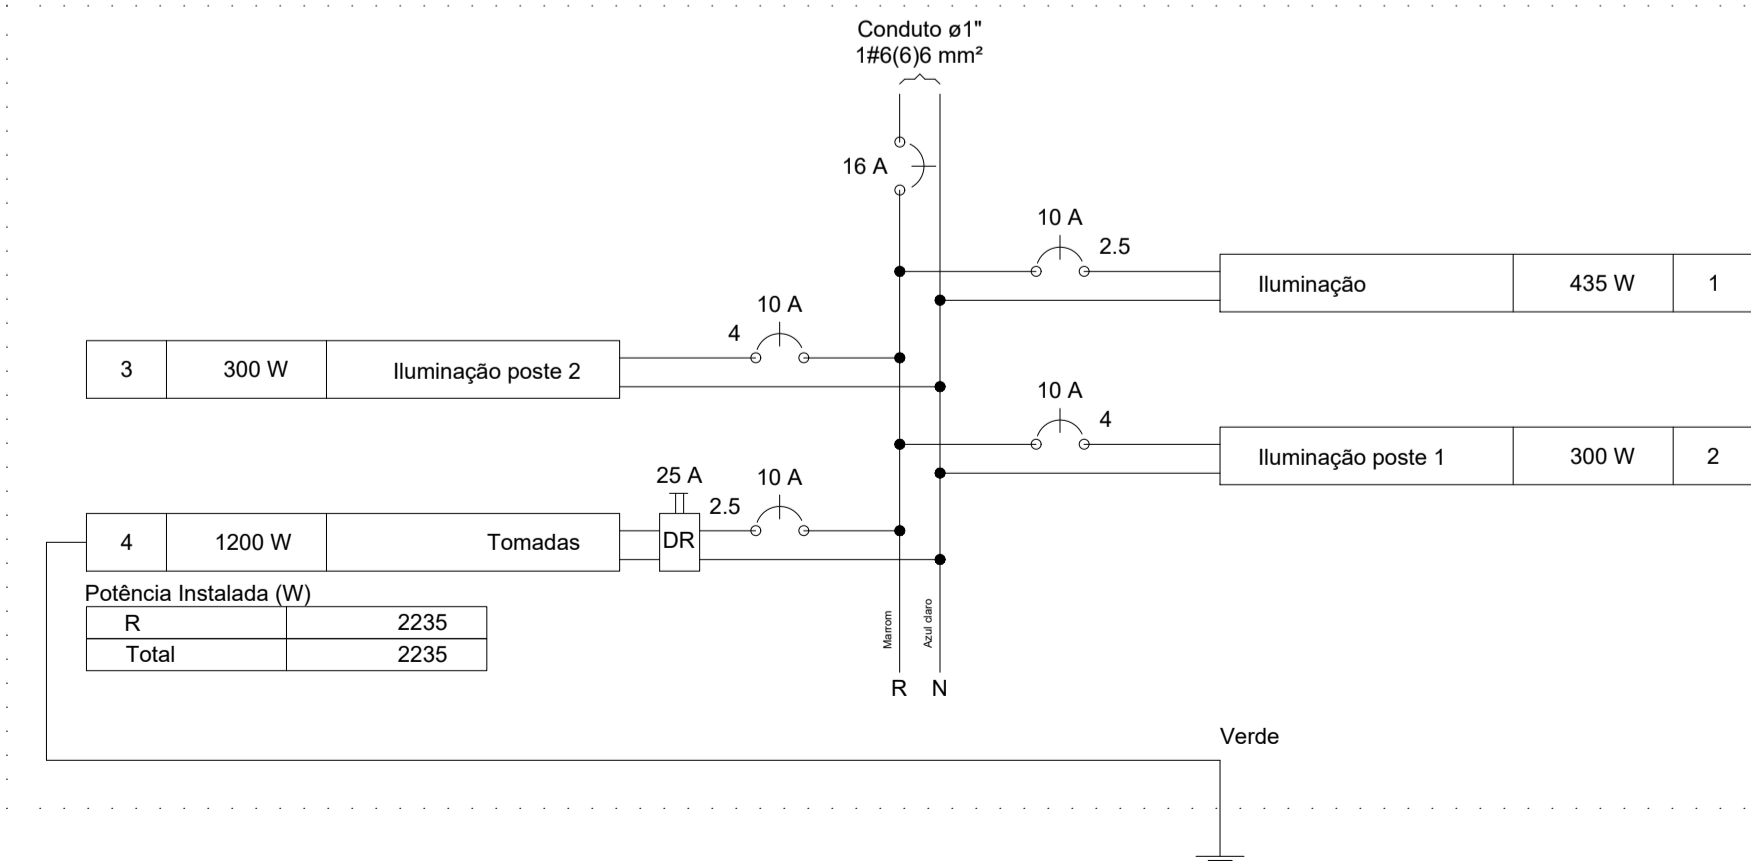 Conduto ø1"
1#6(6)6 mm²
16 A
10 A
2.5
Iluminação 435 W 1
10 A
4
3 300 W Iluminação poste 2
10 A
4
Iluminação poste 1 300 W 2
25 A
10 A
2.5
4 1200 W Tomadas DR
Potência Instalada (W)
R 2235
Total 2235
Marrom
Azul claro
R N
Verde